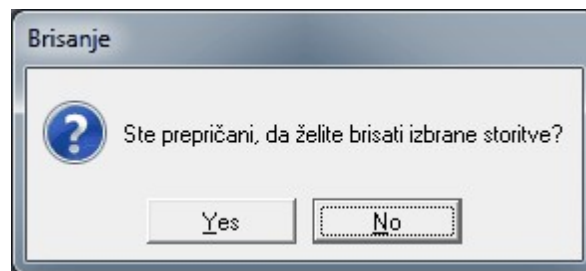 Brisanje
Ste prepričani, da želite brisati izbrane storitve?
Yes
No